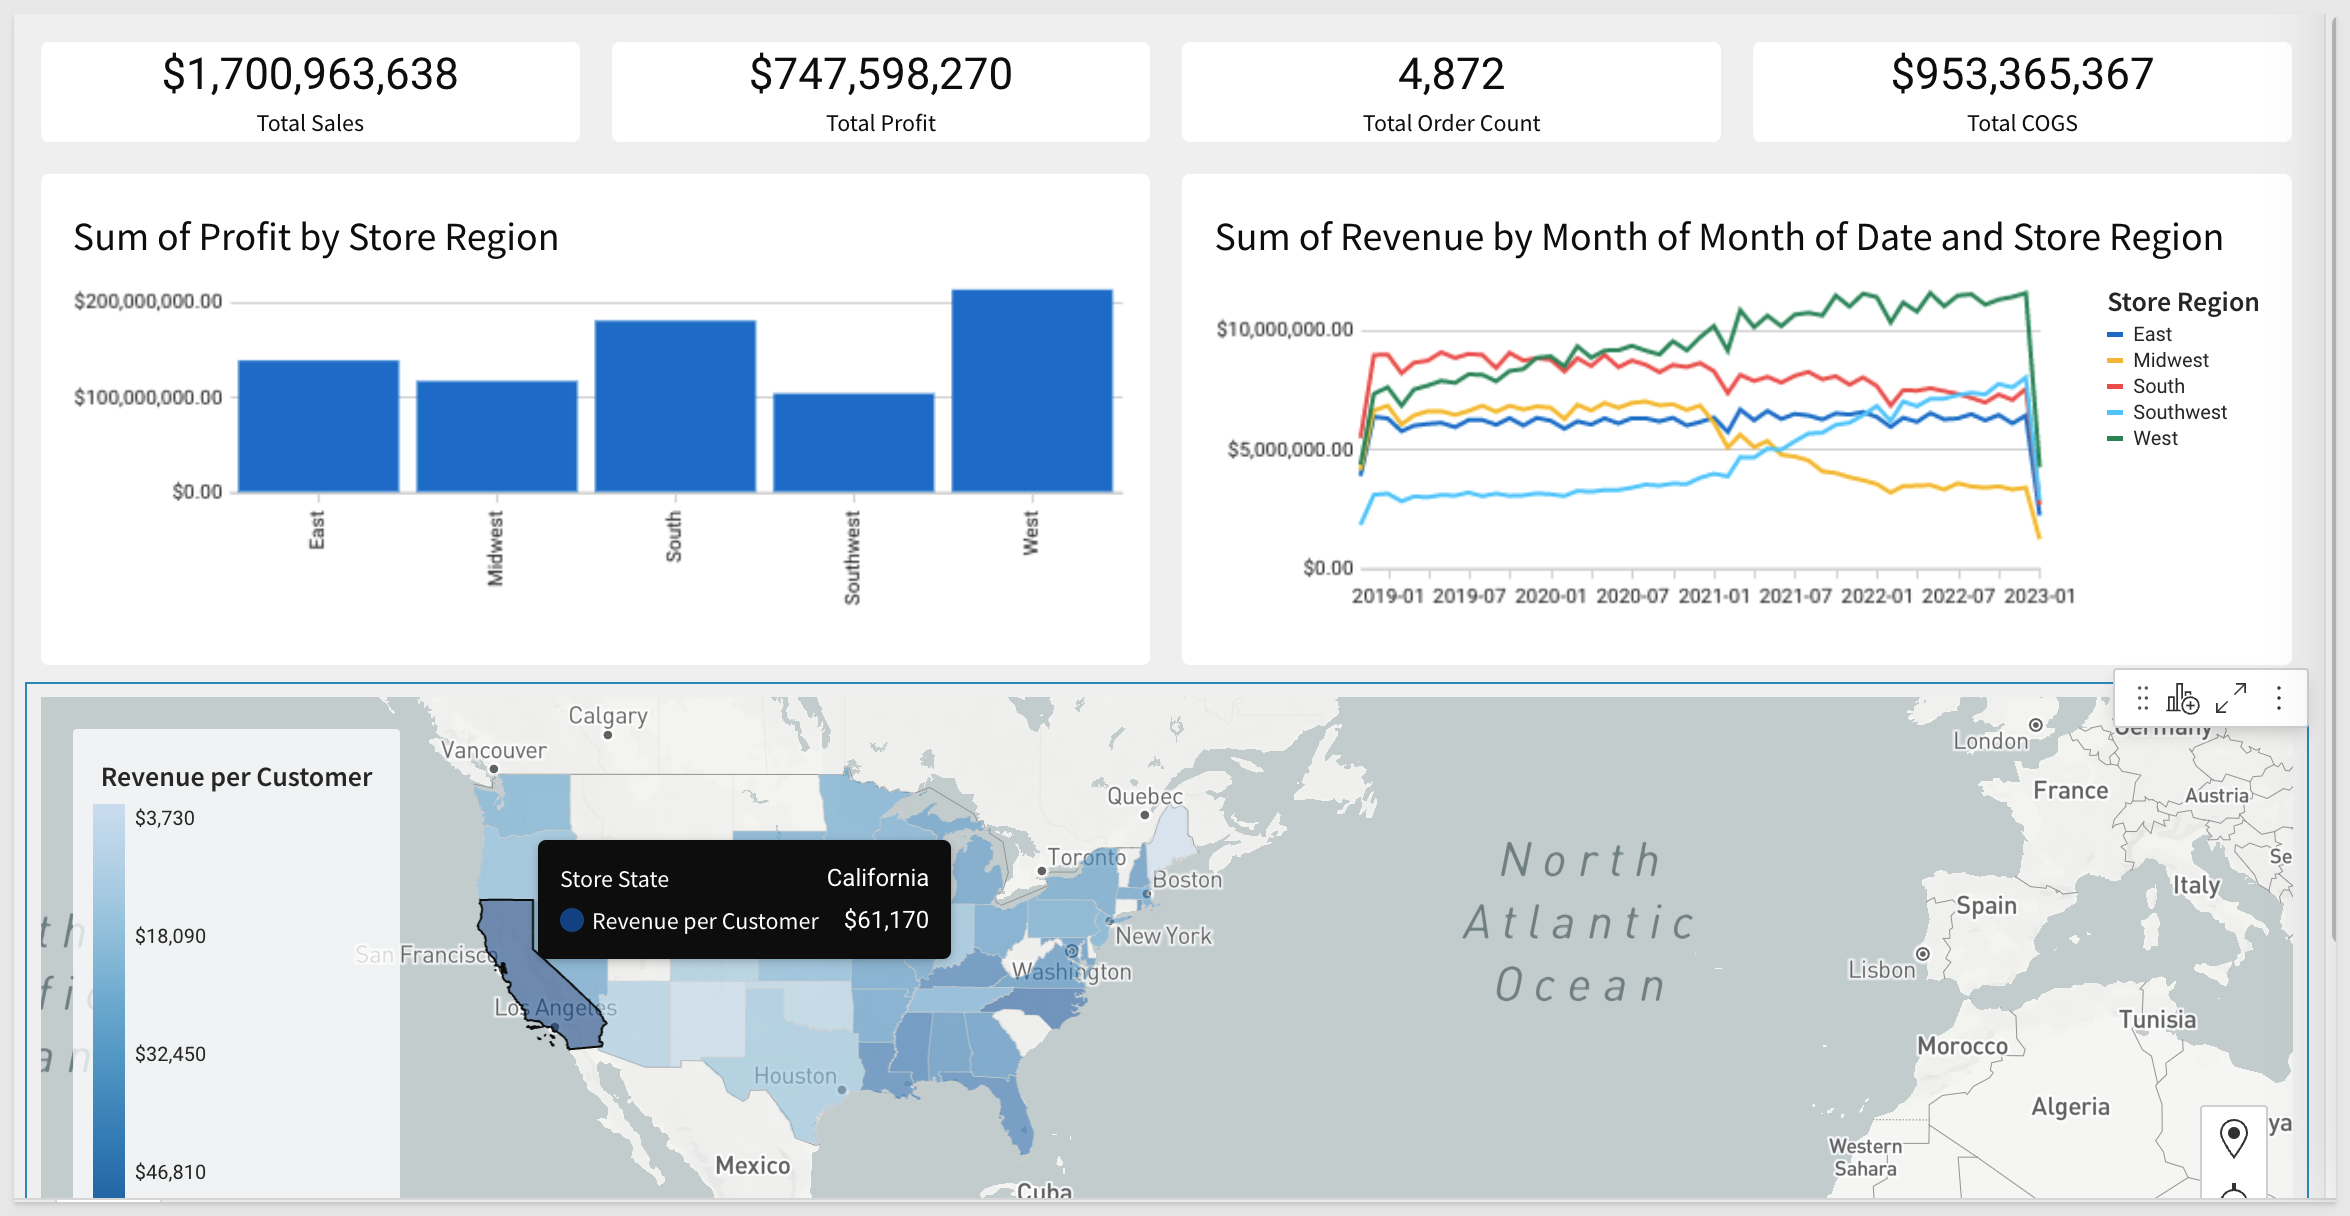 $1,700,963,638
Total Sales
$747,598,270
Total Profit
4,872
Total Order Count
$953,365,367
Total COGS
Sum of Profit by Store Region
$200,000,000.00
$100,000,000.00
$0.00
East
Midwest
South
Southwest
West
Sum of Revenue by Month of Month of Date and Store Region
$10,000,000.00
$5,000,000.00
$0.00
2019-01 2019-07 2020-01 2020-07 2021-01 2021-07 2022-01 2022-07 2023-01
Store Region
East
Midwest
South
Southwest
West
Revenue per Customer
$3,730
$18,090
$32,450
$46,810
Store State California
Revenue per Customer $61,170
Calgary
Vancouver
Quebec
Toronto
Boston
New York
Washington
San Francisco
Los Angeles
Houston
Mexico
Cuba
North
Atlantic
Ocean
London
Germany
France
Austria
Italy
Spain
Lisbon
Tunisia
Morocco
Algeria
Western
Sahara